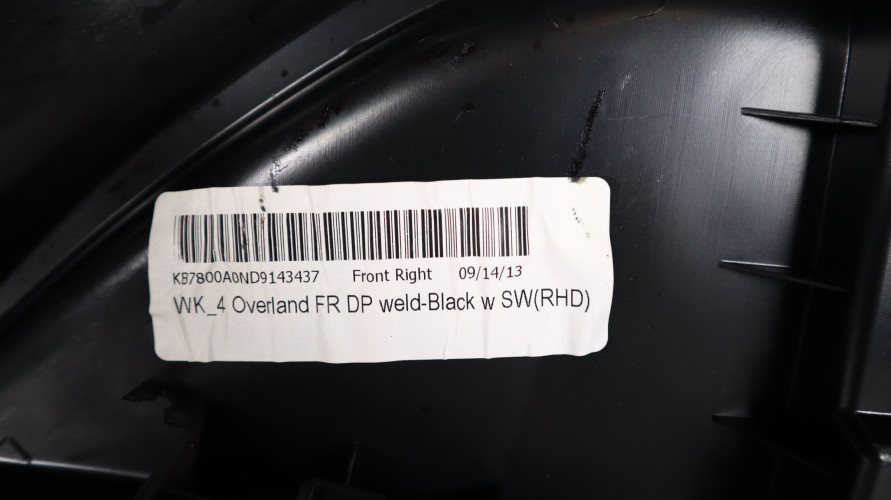 KB7800A0ND9143437 Front Right 09/14/13
WK_4 Overland FR DP weld-Black w SW(RHD)